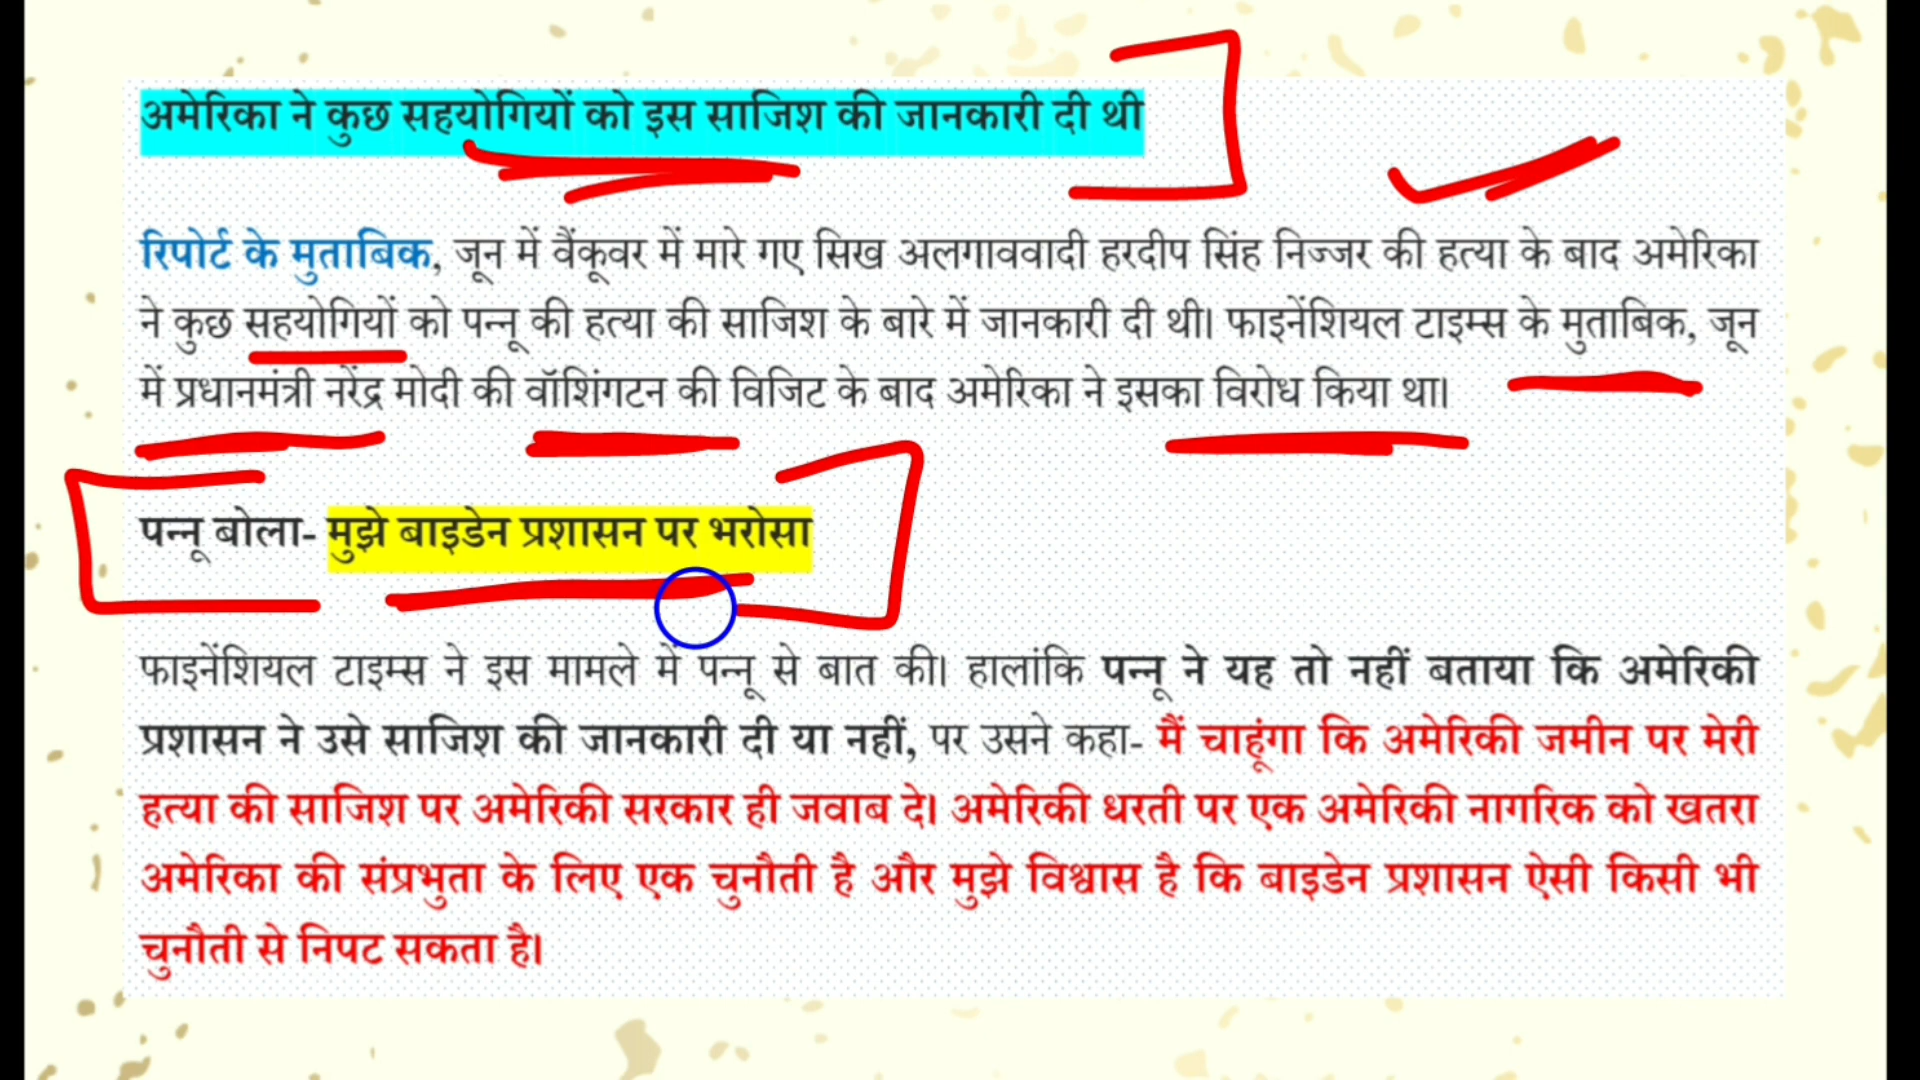 अमेरिका ने कुछ सहयोगियों को इस साजिश की जानकारी दी थी
रिपोर्ट के मुताबिक, जून में वैंकूवर में मारे गए सिख अलगाववादी हरदीप सिंह निज्जर की हत्या के बाद अमेरिका
ने कुछ सहयोगियों को पन्नू की हत्या की साजिश के बारे में जानकारी दी थी। फाइनेंशियल टाइम्स के मुताबिक, जून
में प्रधानमंत्री नरेंद्र मोदी की वॉशिंगटन की विजिट के बाद अमेरिका ने इसका विरोध किया था।
पन्नू बोला- मुझे बाइडेन प्रशासन पर भरोसा
फाइनेंशियल टाइम्स ने इस मामले में पन्नू से बात की। हालांकि पन्नू ने यह तो नहीं बताया कि अमेरिकी
प्रशासन ने उसे साजिश की जानकारी दी या नहीं, पर उसने कहा- मैं चाहूंगा कि अमेरिकी जमीन पर मेरी
हत्या की साजिश पर अमेरिकी सरकार ही जवाब दे। अमेरिकी धरती पर एक अमेरिकी नागरिक को खतरा
अमेरिका की संप्रभुता के लिए एक चुनौती है और मुझे विश्वास है कि बाइडेन प्रशासन ऐसी किसी भी
चुनौती से निपट सकता है।